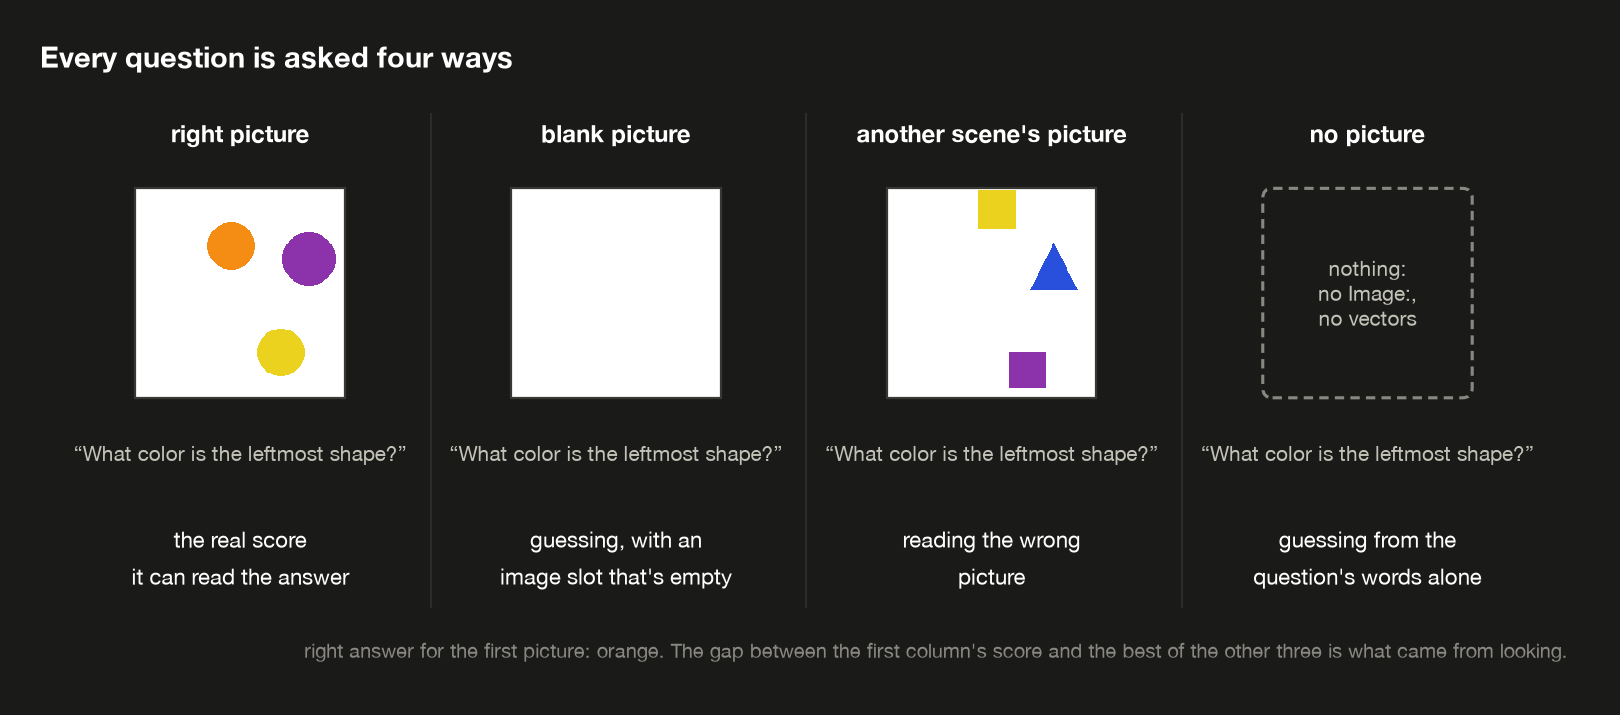 Every question is asked four ways
right picture
“What color is the leftmost shape?”
the real score
it can read the answer
blank picture
“What color is the leftmost shape?”
guessing, with an
image slot that's empty
another scene's picture
“What color is the leftmost shape?”
reading the wrong
picture
no picture
nothing:
no Image:,
no vectors
“What color is the leftmost shape?”
guessing from the
question's words alone
right answer for the first picture: orange. The gap between the first column's score and the best of the other three is what came from looking.